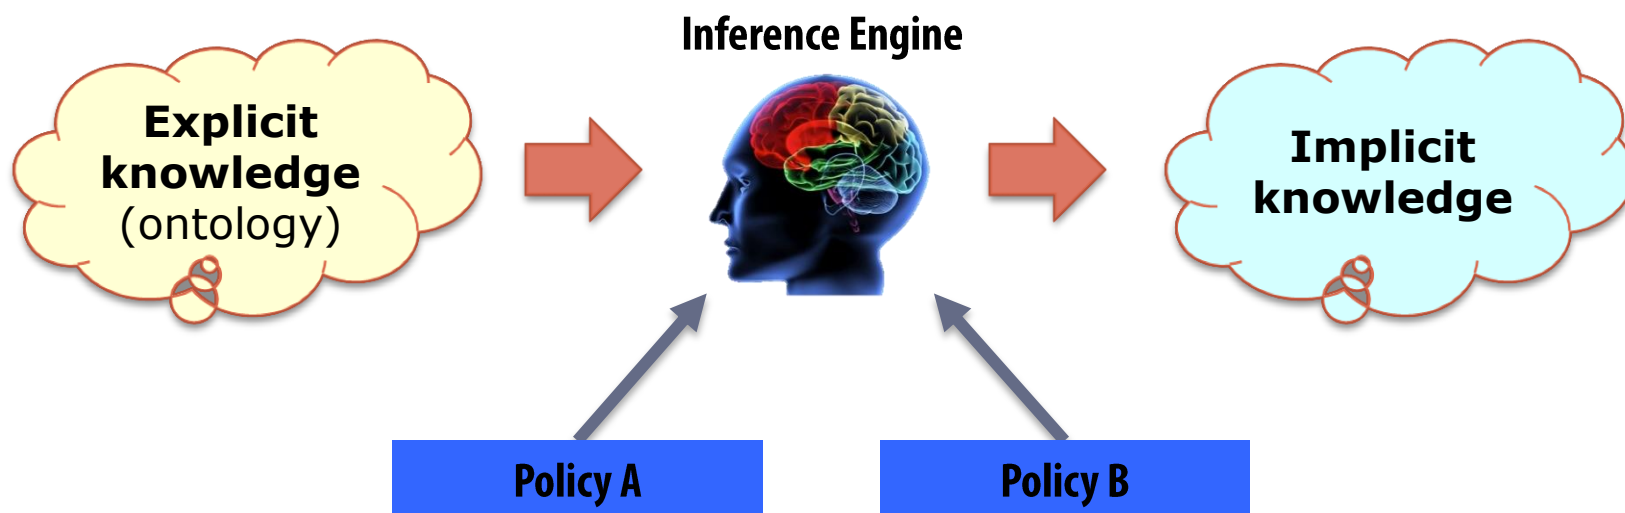 Inference Engine
Explicit
knowledge
(ontology)
Implicit
knowledge
Policy A
Policy B